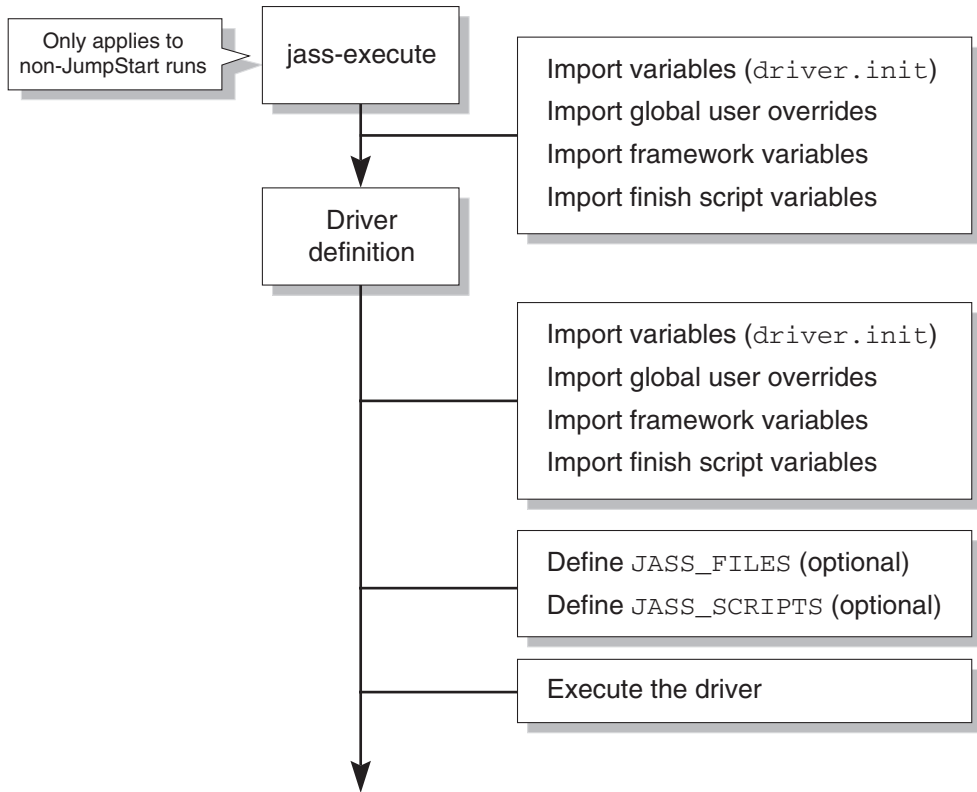 Only applies to
non-JumpStart runs
jass-execute
Import variables (driver.init)
Import global user overrides
Import framework variables
Import finish script variables
Driver
definition
Import variables (driver.init)
Import global user overrides
Import framework variables
Import finish script variables
Define JASS_FILES (optional)
Define JASS_SCRIPTS (optional)
Execute the driver